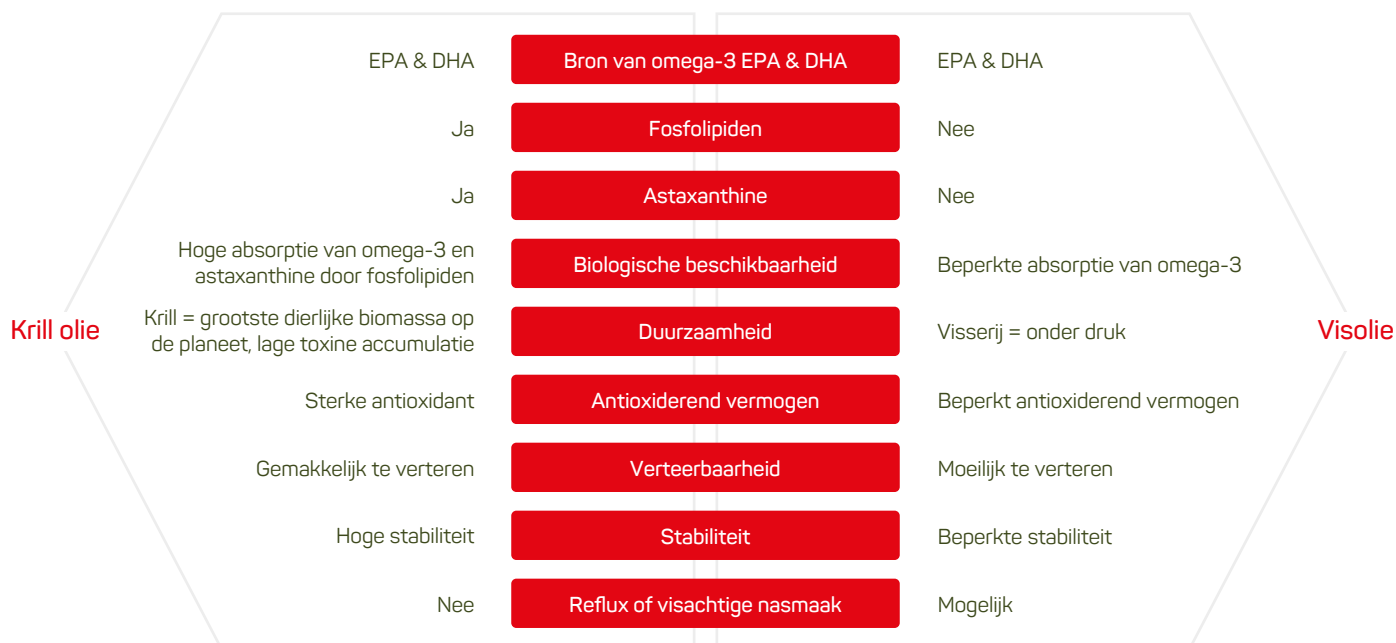 EPA & DHA
Bron van omega-3 EPA & DHA
EPA & DHA
Ja
Fosfolipiden
Nee
Ja
Astaxanthine
Nee
Hoge absorptie van omega-3 en
astaxanthine door fosfolipiden
Biologische beschikbaarheid
Beperkte absorptie van omega-3
Krill olie
Krill = grootste dierlijke biomassa op
de planeet, lage toxine accumulatie
Duurzaamheid
Visserij = onder druk
Visolie
Sterke antioxidant
Antioxiderend vermogen
Beperkt antioxiderend vermogen
Gemakkelijk te verteren
Verteerbaarheid
Moeilijk te verteren
Hoge stabiliteit
Stabiliteit
Beperkte stabiliteit
Nee
Reflux of visachtige nasmaak
Mogelijk